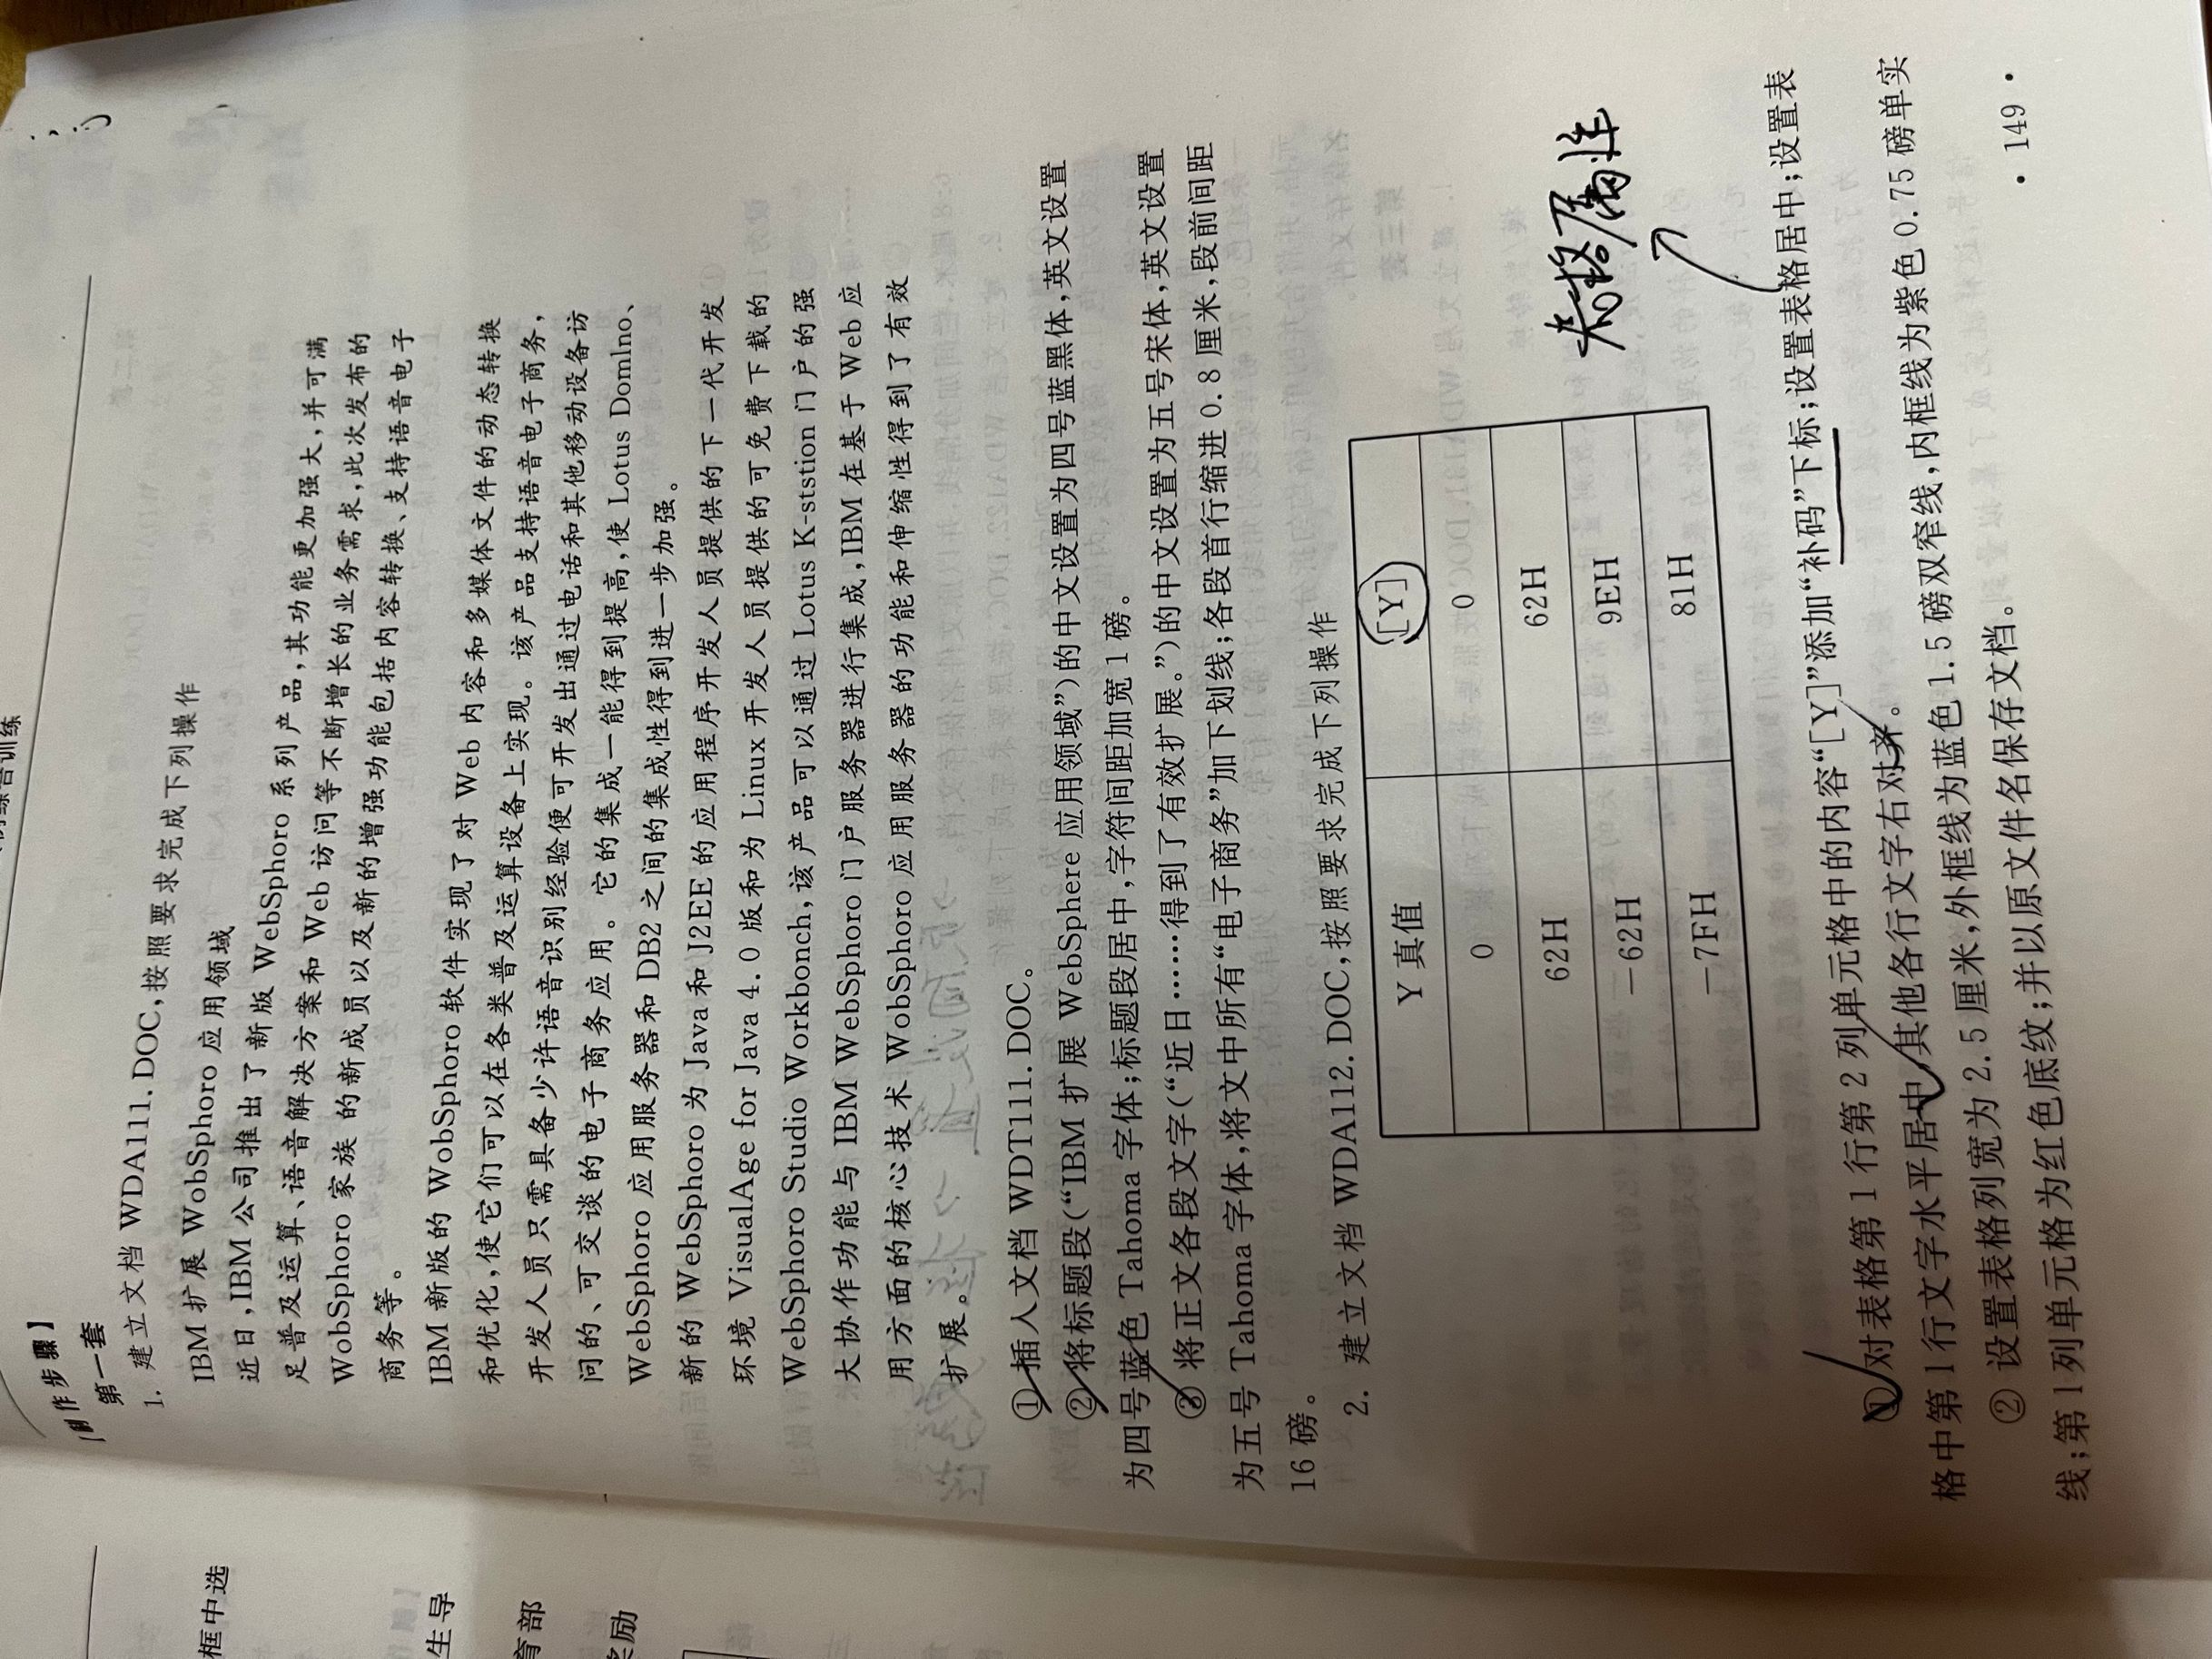 【操作步骤】
第一套
1. 建立文档 WDA111. DOC,按照要求完成下列操作
IBM 扩展 WobSphoro 应用领域
近日,IBM 公司推出了新版 WebSphoro 系列产品,其功能更加强大,并可满
足普及运算、语音解决方案和 Web 访问等不断增长的业务需求,此次发布的
WobSphoro 家族的新成员以及新的增强功能包括内容转换、支持语音电子
商务等。
IBM 新版的 WobSphoro 软件实现了对 Web 内容和多媒体文件的动态转换
和优化,使它们可以在各类普及运算设备上实现。该产品支持语音电子商务,
开发人员只需具备少许语音识别经验便可开发出通过电话和其他移动设备访
问的、可交谈的电子商务应用。它的集成一能得到提高,使 Lotus Domlno、
WebSphoro 应用服务器和 DB2 之间的集成性得到进一步加强。
新的 WebSphoro 为 Java 和 J2EE 的应用程序开发人员提供的下一代开发
环境 VisualAge for Java 4.0 版和为 Linux 开发人员提供的可免费下载的
WebSphoro Studio Workbonch,该产品可以通过 Lotus K-ststion 门户的强
大协作功能与 IBM WebSphoro 门户服务器进行集成,IBM 在基于 Web 应
用方面的核心技术 WobSphoro 应用服务器的功能和伸缩性得到了有效
扩展。
① 插入文档 WDT111. DOC。
② 将标题段(“IBM 扩展 WebSphere 应用领域”)的中文设置为四号蓝黑体,英文设置
为四号蓝色 Tahoma 字体;标题段居中,字符间距加宽 1 磅。
③ 将正文各段文字(“近日……得到了有效扩展。”)的中文设置为五号宋体,英文设置
为五号 Tahoma 字体,将文中所有“电子商务”加下划线;各段首行缩进 0.8 厘米,段前间距
16 磅。
2. 建立文档 WDA112. DOC,按照要求完成下列操作
Y 真值 [Y]
0 0
62H 62H
－62H 9EH
－7FH 81H
表格属性
① 对表格第 1 行第 2 列单元格中的内容“[Y]”添加“补码”下标;设置表格居中;设置表
格中第 1 行文字水平居中,其他各行文字右对齐。
② 设置表格列宽为 2.5 厘米,外框线为蓝色 1.5 磅双窄线,内框线为紫色 0.75 磅单实
线;第 1 列单元格为红色底纹;并以原文件名保存文档。
· 149 ·
框中选
生导
育部
奖励